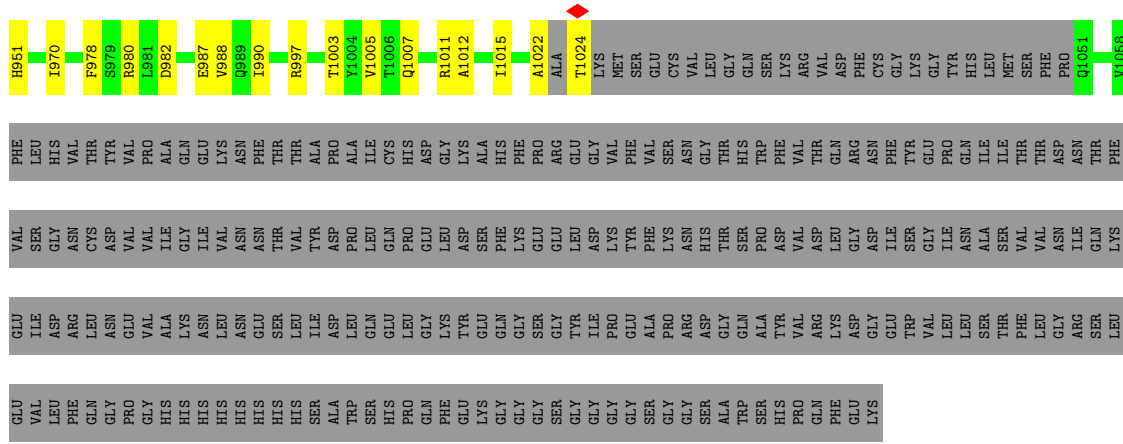 H951 I970 F978 S979 R980 L981 D982 E987 V988 Q989 I990 R997 T1003 Y1004 V1005 T1006 Q1007 R1011 A1012 I1015 A1022 ALA T1024 LYS MET SER GLU CYS VAL LEU GLY GLN SER LYS ARG VAL ASP PHE CYS GLY LYS GLY TYR HIS LEU MET SER PHE PRO Q1051 V1058
PHE LEU HIS VAL THR TYR VAL PRO ALA GLN GLU LYS ASN PHE THR THR ALA PRO ALA ILE CYS HIS ASP GLY LYS ALA HIS PHE PRO ARG GLU GLY VAL PHE VAL SER ASN GLY THR HIS TRP PHE VAL THR GLN ARG ASN PHE TYR GLU PRO GLN ILE ILE THR THR ASP ASN THR PHE
VAL SER GLY ASN CYS ASP VAL VAL ILE GLY ILE VAL ASN ASN THR VAL TYR ASP PRO LEU GLN PRO GLU LEU ASP SER PHE LYS GLU GLU LEU ASP LYS TYR PHE LYS ASN HIS THR SER PRO ASP VAL ASP LEU GLY ASP ILE SER GLY ILE ASN ALA SER VAL VAL ASN ILE GLN LYS
GLU ILE ASP ARG LEU ASN GLU VAL ALA LYS ASN LEU ASN GLU SER LEU ILE ASP LEU GLN GLU LEU GLY LYS TYR GLU GLN GLY SER GLY TYR ILE PRO GLU ALA PRO ARG ASP GLY GLN ALA TYR VAL ARG LYS ASP GLY GLU TRP VAL LEU LEU SER THR PHE LEU GLY ARG SER LEU
GLU VAL LEU PHE GLN GLY PRO GLY HIS HIS HIS HIS HIS HIS HIS HIS SER ALA TRP SER HIS PRO GLN PHE GLU LYS GLY GLY GLY SER GLY GLY GLY GLY SER GLY GLY SER ALA TRP SER HIS PRO GLN PHE GLU LYS